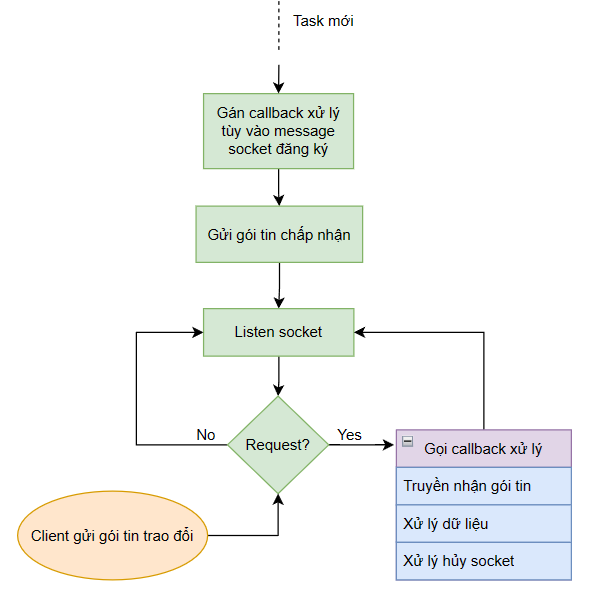 Task mới
Gán callback xử lý
tùy vào message
socket đăng ký
Gửi gói tin chấp nhận
Listen socket
No
Request?
Yes
Gọi callback xử lý
Truyền nhận gói tin
Xử lý dữ liệu
Xử lý hủy socket
Client gửi gói tin trao đổi